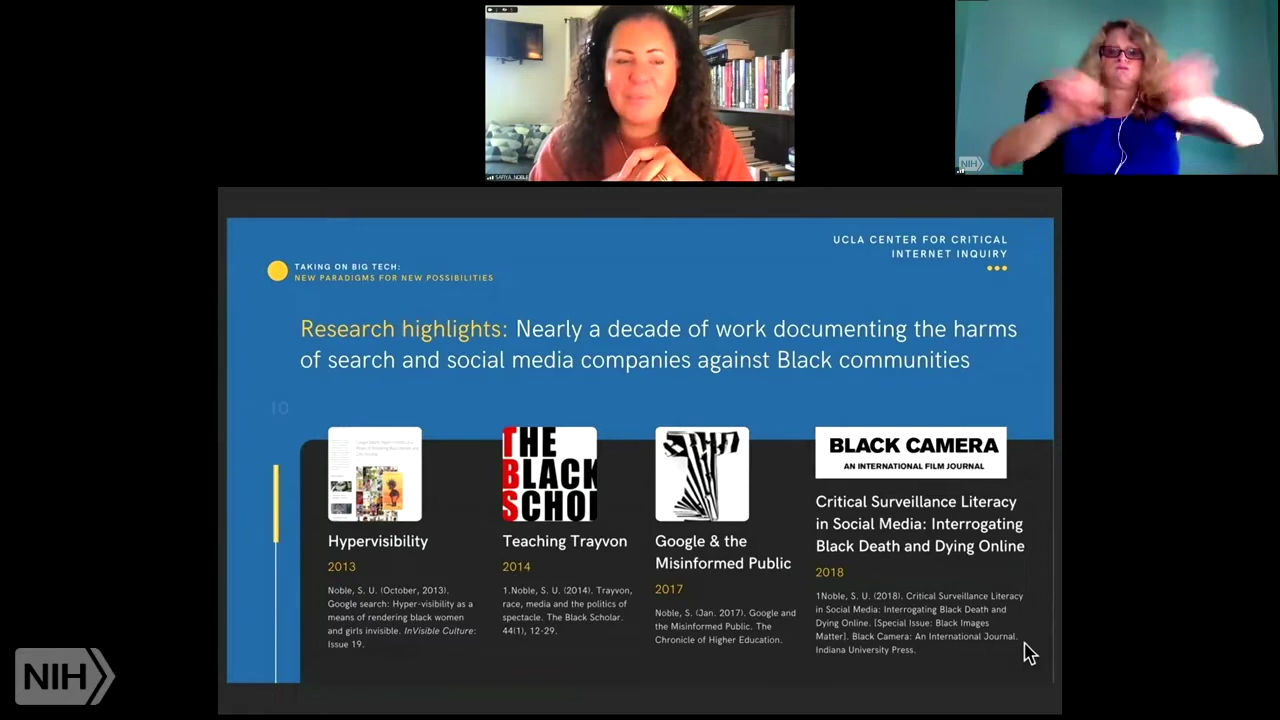 SAFIYA NOBLE
NIH
UCLA CENTER FOR CRITICAL
INTERNET INQUIRY
TAKING ON BIG TECH:
NEW PARADIGMS FOR NEW POSSIBILITIES
Research highlights: Nearly a decade of work documenting the harms
of search and social media companies against Black communities
10
THE
BLACK
SCHOL
TBS
BLACK CAMERA
AN INTERNATIONAL FILM JOURNAL
Hypervisibility
2013
Noble, S. U. (October, 2013).
Google search: Hyper-visibility as a
means of rendering black women
and girls invisible. InVisible Culture:
Issue 19.
Teaching Trayvon
2014
1.Noble, S. U. (2014). Trayvon,
race, media and the politics of
spectacle. The Black Scholar.
44(1), 12-29.
Google & the
Misinformed Public
2017
Noble, S. (Jan. 2017). Google and
the Misinformed Public. The
Chronicle of Higher Education.
Critical Surveillance Literacy
in Social Media: Interrogating
Black Death and Dying Online
2018
1Noble, S. U. (2018). Critical Surveillance Literacy
in Social Media: Interrogating Black Death and
Dying Online. [Special Issue: Black Images
Matter]. Black Camera: An International Journal.
Indiana University Press.
NIH